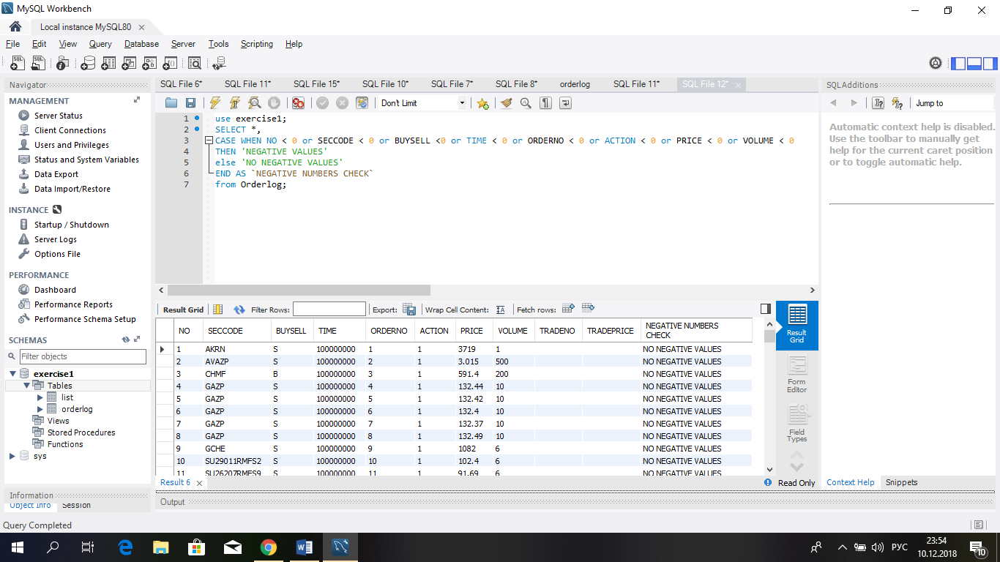 MySQL Workbench
Local instance MySQL80
File Edit View Query Database Server Tools Scripting Help
Navigator
MANAGEMENT
Server Status
Client Connections
Users and Privileges
Status and System Variables
Data Export
Data Import/Restore
INSTANCE
Startup / Shutdown
Server Logs
Options File
PERFORMANCE
Dashboard
Performance Reports
Performance Schema Setup
SCHEMAS
Filter objects
exercise1
Tables
list
orderlog
Views
Stored Procedures
Functions
sys
Information
Object Info Session
Query Completed
SQL File 6* SQL File 11* SQL File 15* SQL File 10* SQL File 7* SQL File 8* orderlog SQL File 11* SQL File 12*
Don't Limit
1 use exercise1;
2 SELECT *,
3 CASE WHEN NO < 0 or SECCODE < 0 or BUYSELL <0 or TIME < 0 or ORDERNO < 0 or ACTION < 0 or PRICE < 0 or VOLUME < 0
4 THEN 'NEGATIVE VALUES'
5 else 'NO NEGATIVE VALUES'
6 END AS `NEGATIVE NUMBERS CHECK`
7 from Orderlog;
Result Grid Filter Rows: Export: Wrap Cell Content: IA Fetch rows:
NO SECCODE BUYSELL TIME ORDERNO ACTION PRICE VOLUME TRADENO TRADEPRICE NEGATIVE NUMBERS CHECK
1 AKRN S 100000000 1 1 3719 1 NO NEGATIVE VALUES
2 AVAZP S 100000000 2 1 3.015 500 NO NEGATIVE VALUES
3 CHMF B 100000000 3 1 591.4 200 NO NEGATIVE VALUES
4 GAZP S 100000000 4 1 132.44 10 NO NEGATIVE VALUES
5 GAZP S 100000000 5 1 132.42 10 NO NEGATIVE VALUES
6 GAZP S 100000000 6 1 132.4 10 NO NEGATIVE VALUES
7 GAZP S 100000000 7 1 132.37 10 NO NEGATIVE VALUES
8 GAZP S 100000000 8 1 132.49 10 NO NEGATIVE VALUES
9 GCHE S 100000000 9 1 1082 6 NO NEGATIVE VALUES
10 SU29011RMFS2 S 100000000 10 1 102.4 6 NO NEGATIVE VALUES
11 SU26207RMFS9 S 100000000 11 1 91.69 6 NO NEGATIVE VALUES
Result 6
Read Only
Output
Result Grid
Form Editor
Field Types
SQLAdditions
Jump to
Automatic context help is disabled.
Use the toolbar to manually get
help for the current caret position
or to toggle automatic help.
Context Help Snippets
РУС
23:54
10.12.2018
10